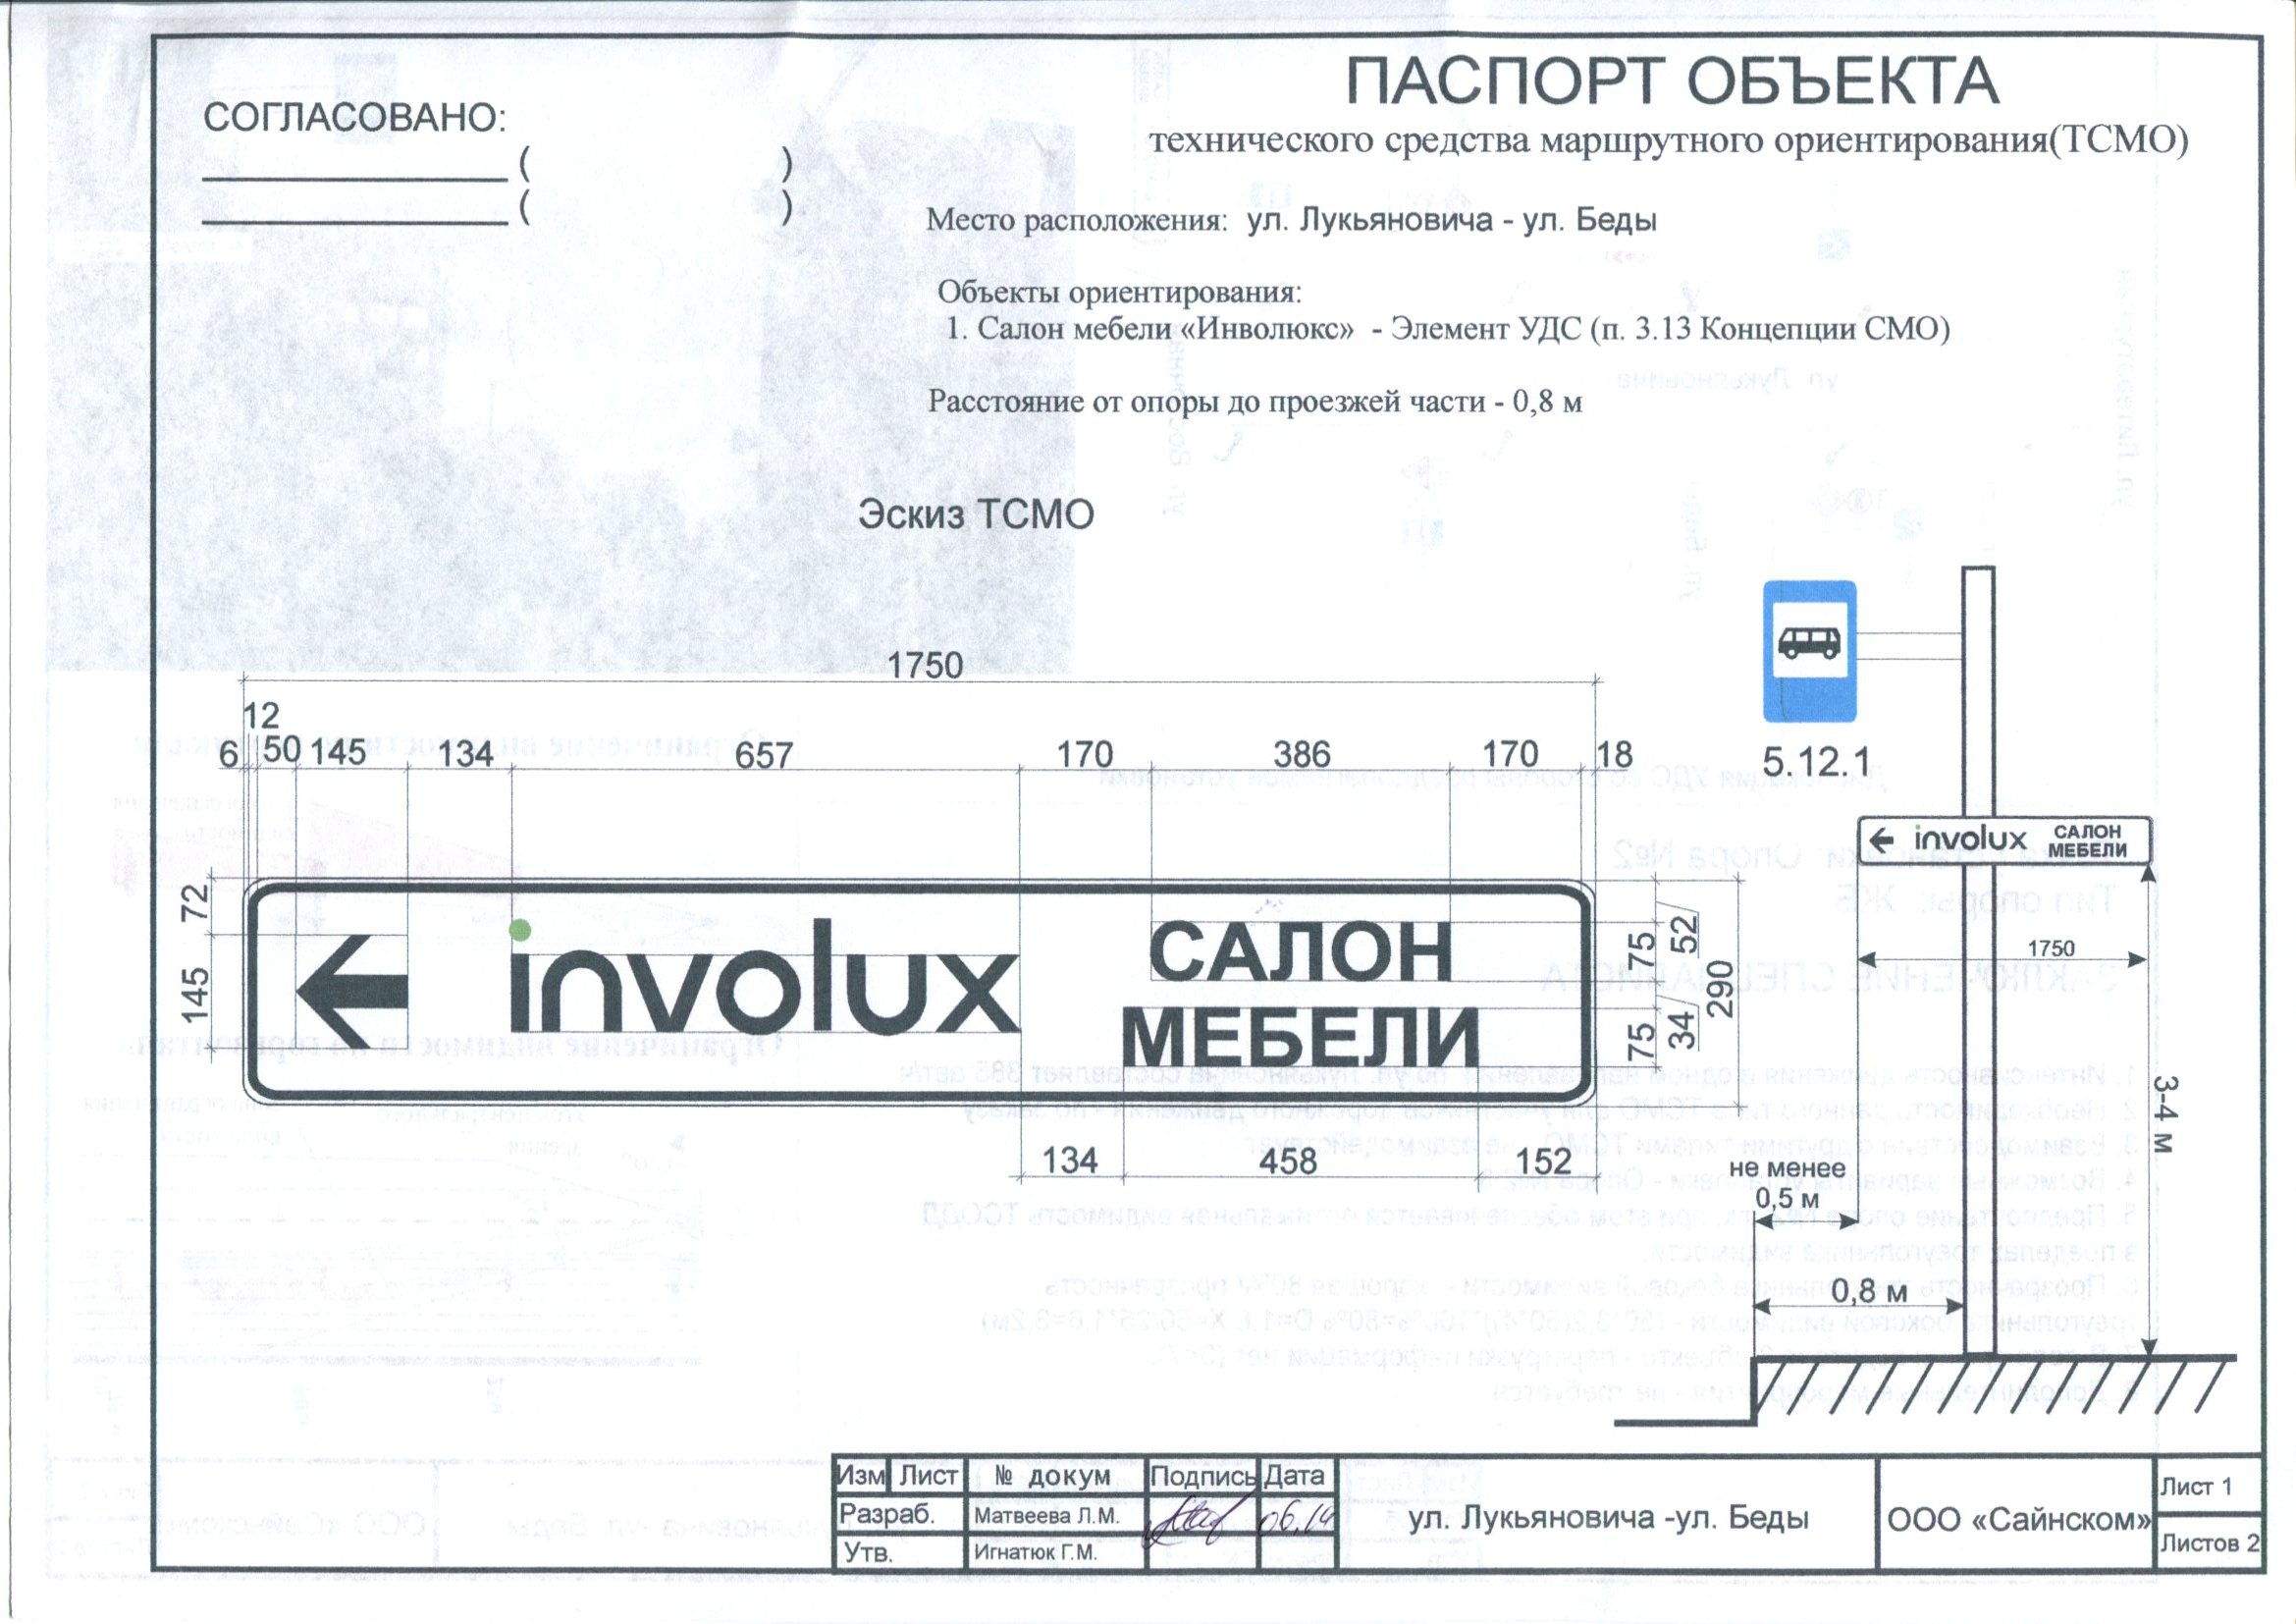 СОГЛАСОВАНО:
( )
( )
ПАСПОРТ ОБЪЕКТА
технического средства маршрутного ориентирования(ТСМО)
Место расположения: ул. Лукьяновича - ул. Беды
Объекты ориентирования:
1. Салон мебели «Инволюкс» - Элемент УДС (п. 3.13 Концепции СМО)
Расстояние от опоры до проезжей части - 0,8 м
Эскиз ТСМО
1750
12
6 50 145 134 657 170 386 170 18
5.12.1
72
145
involux
САЛОН
МЕБЕЛИ
75 52
75 34
290
134 458 152
involux САЛОН
МЕБЕЛИ
1750
3-4 м
не менее
0,5 м
0,8 м
Изм Лист № докум Подпись Дата
Разраб. Матвеева Л.М. 06.14
Утв. Игнатюк Г.М.
ул. Лукьяновича -ул. Беды
ООО «Сайнском»
Лист 1
Листов 2